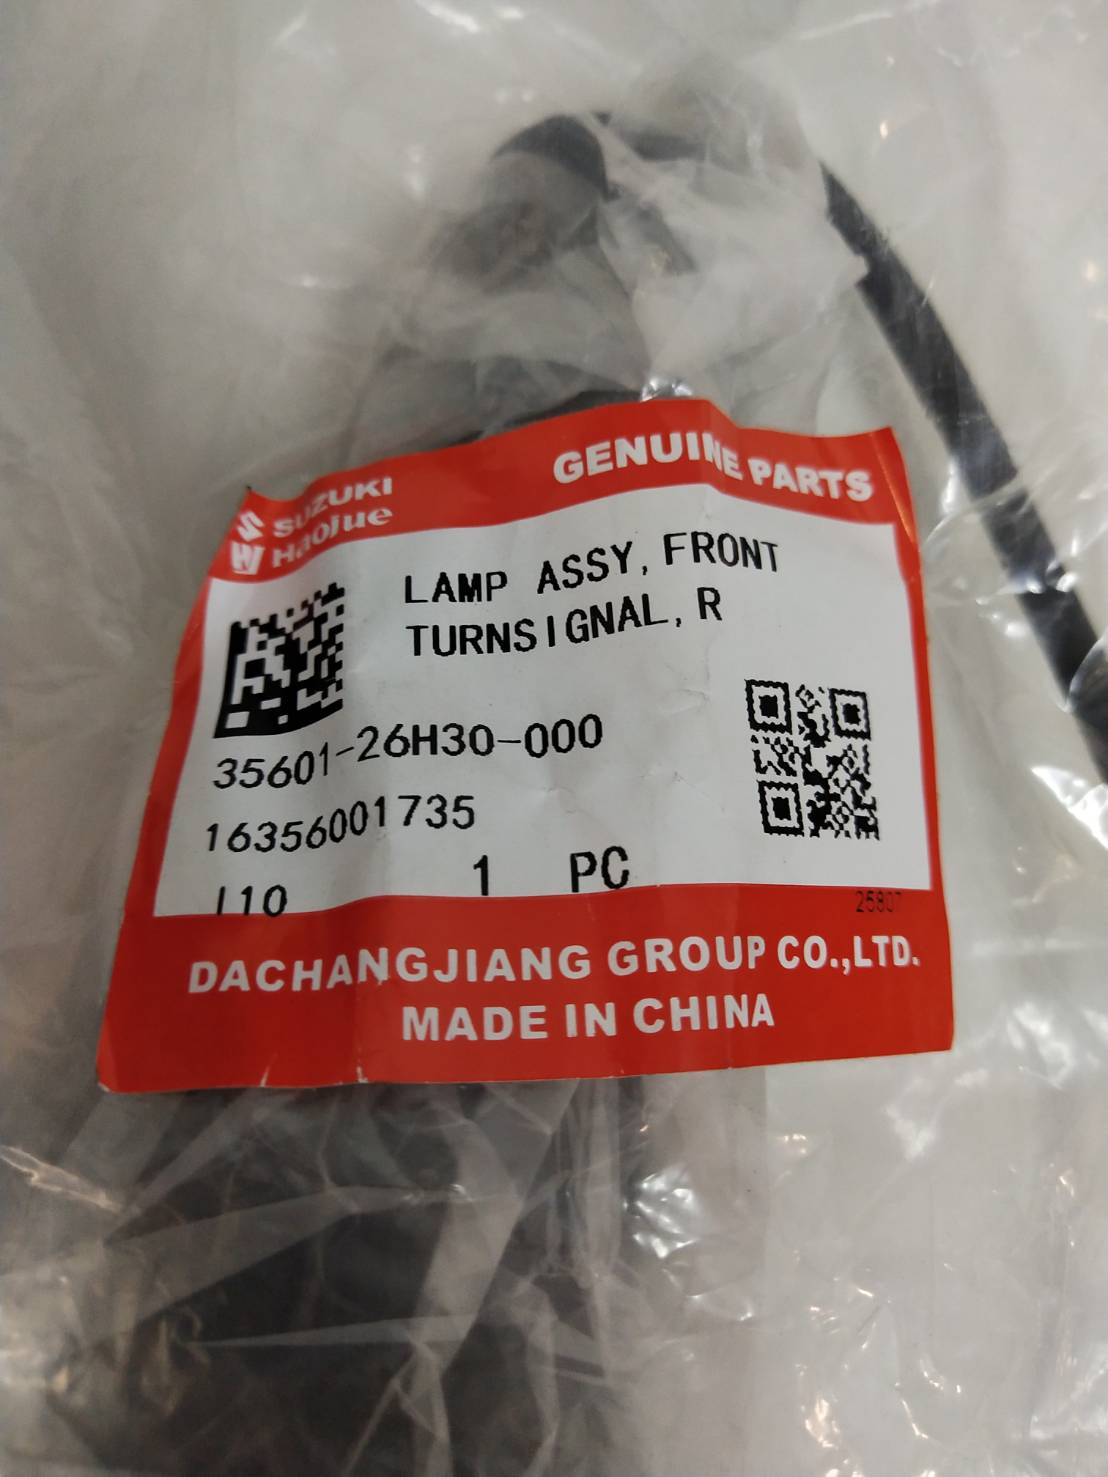 SUZUKI
Haojue
GENUINE PARTS
LAMP ASSY, FRONT
TURNSIGNAL, R
35601-26H30-000
16356001735
1 PC
I10
25807
DACHANGJIANG GROUP CO.,LTD.
MADE IN CHINA